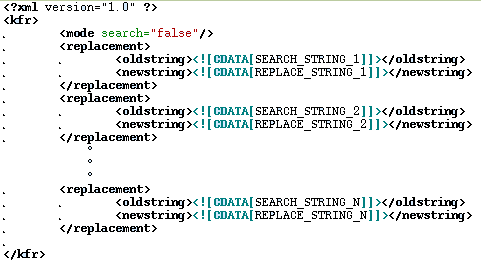 <?xml version="1.0" ?>
<kfr>
<mode search="false"/>
<replacement>
<oldstring><![CDATA[SEARCH_STRING_1]]></oldstring>
<newstring><![CDATA[REPLACE_STRING_1]]></newstring>
</replacement>
<replacement>
<oldstring><![CDATA[SEARCH_STRING_2]]></oldstring>
<newstring><![CDATA[REPLACE_STRING_2]]></newstring>
</replacement>
°
°
°
<replacement>
<oldstring><![CDATA[SEARCH_STRING_N]]></oldstring>
<newstring><![CDATA[REPLACE_STRING_N]]></newstring>
</replacement>
</kfr>